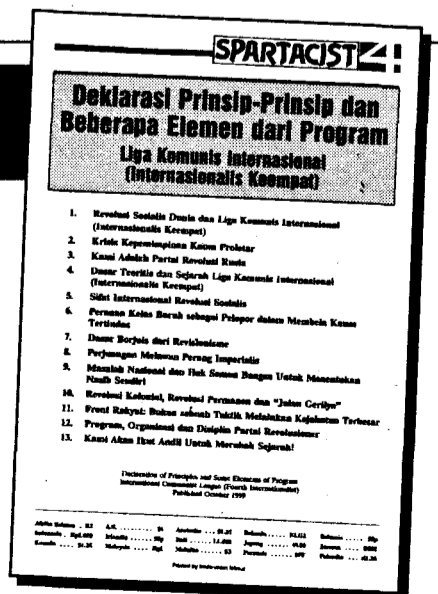 SPARTACIST
Deklarasi Prinsip-Prinsip dan
Beberapa Elemen dari Program
Liga Komunis Internasional
(Internasionalis Keempat)
1. Revolusi Sosialis Dunia dan Liga Komunis Internasional
(Internasionalis Keempat)
2. Krisis Kepemimpinan Kaum Proletar
3. Kami Adalah Partai Revolusi Rusia
4. Dasar Teoritis dan Sejarah Liga Komunis Internasional
(Internasionalis Keempat)
5. Sifat Internasional Revolusi Sosialis
6. Peranan Kelas Buruh sebagai Pelopor dalam Membela Kaum
Tertindas
7. Dasar Borjuis dari Revisionisme
8. Perjuangan Melawan Perang Imperialis
9. Masalah Nasional dan Hak Semua Bangsa Untuk Menentukan
Nasib Sendiri
10. Revolusi Kolonial, Revolusi Permanen dan "Jalan Gerilya"
11. Front Rakyat: Bukan sebuah Taktik Melainkan Kejahatan Terbesar
12. Program, Organisasi dan Disiplin Partai Revolusioner
13. Kami Akan Ikut Andil Untuk Merubah Sejarah!
Declaration of Principles and Some Elements of Program
International Communist League (Fourth Internationalist)
Published October 1999